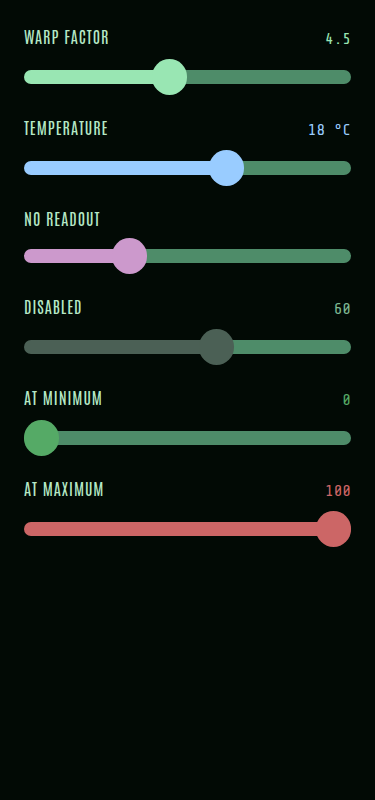 WARP FACTOR 4.5
TEMPERATURE 18 °C
NO READOUT
DISABLED 60
AT MINIMUM 0
AT MAXIMUM 100